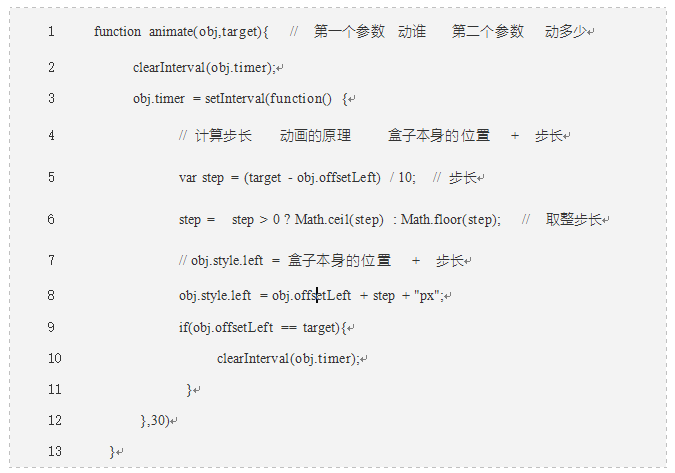 1 function animate(obj,target){ // 第一个参数 动谁 第二个参数 动多少↵
2 clearInterval(obj.timer);↵
3 obj.timer = setInterval(function() {↵
4 // 计算步长 动画的原理 盒子本身的位置 + 步长↵
5 var step = (target - obj.offsetLeft) / 10; // 步长↵
6 step = step > 0 ? Math.ceil(step) : Math.floor(step); // 取整步长↵
7 // obj.style.left = 盒子本身的位置 + 步长↵
8 obj.style.left = obj.offsetLeft + step + "px";↵
9 if(obj.offsetLeft == target){↵
10 clearInterval(obj.timer);↵
11 }↵
12 },30)↵
13 }↵